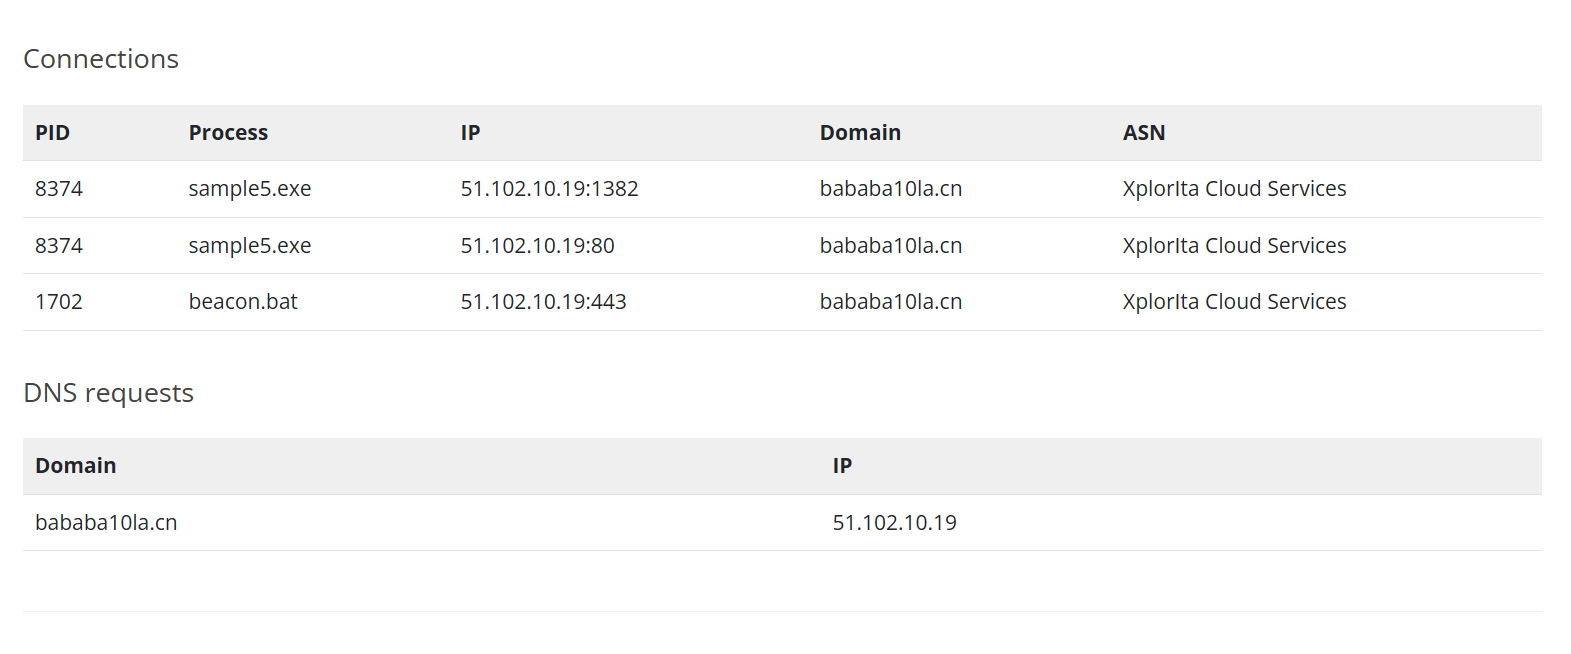 Connections
PID Process IP Domain ASN
8374 sample5.exe 51.102.10.19:1382 bababa10la.cn XplorIta Cloud Services
8374 sample5.exe 51.102.10.19:80 bababa10la.cn XplorIta Cloud Services
1702 beacon.bat 51.102.10.19:443 bababa10la.cn XplorIta Cloud Services
DNS requests
Domain IP
bababa10la.cn 51.102.10.19